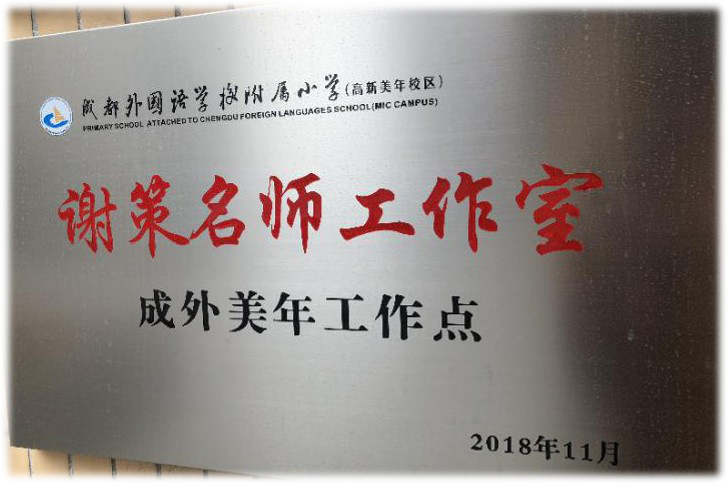 成都外国语学校附属小学(高新美年校区)
PRIMARY SCHOOL ATTACHED TO CHENGDU FOREIGN LANGUAGES SCHOOL(MIC CAMPUS)
谢策名师工作室
成外美年工作点
2018年11月